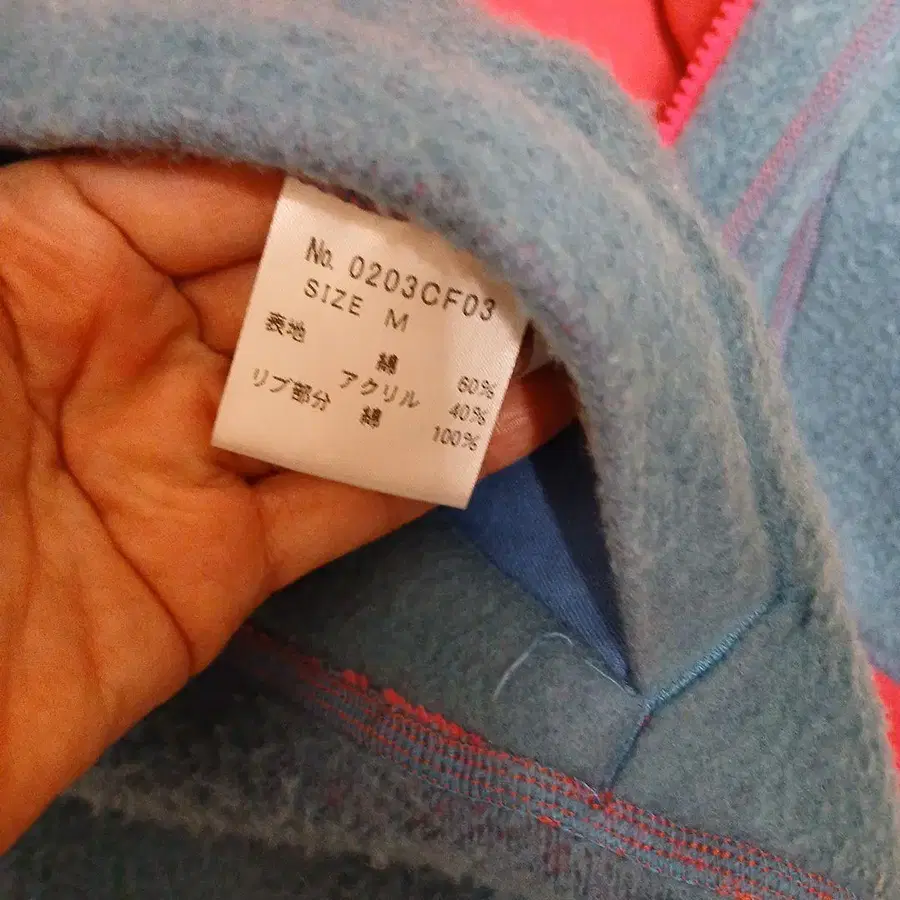 No. 0203CF03
SIZE M
表地 綿 60%
アクリル 40%
リブ部分 綿 100%